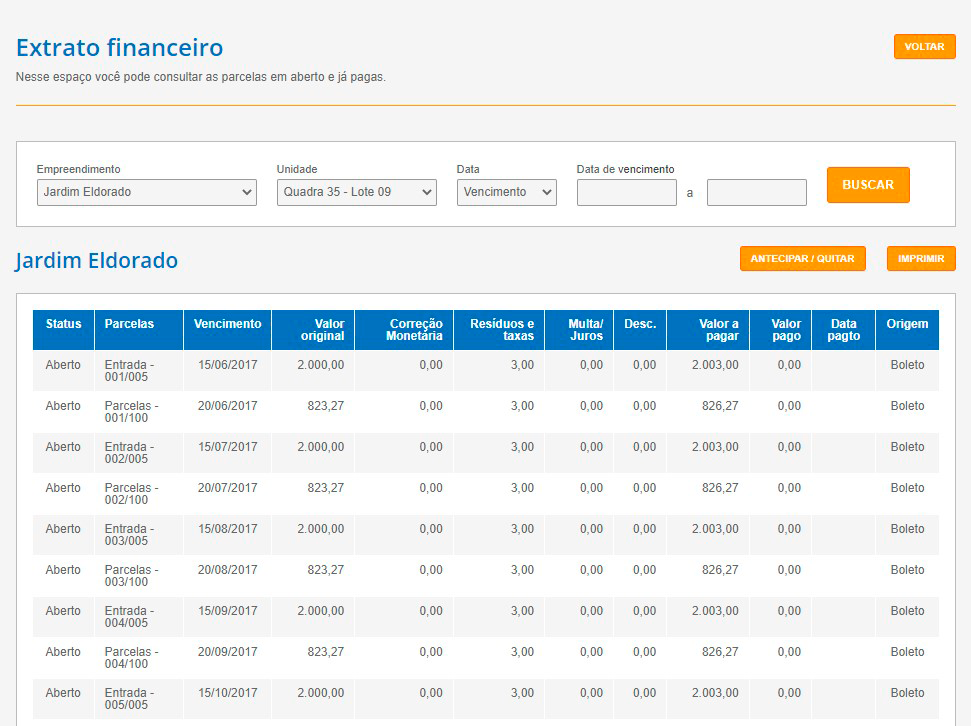 Extrato financeiro
VOLTAR
Nesse espaço você pode consultar as parcelas em aberto e já pagas.
Empreendimento Unidade Data Data de vencimento
Jardim Eldorado Quadra 35 - Lote 09 Vencimento a BUSCAR
Jardim Eldorado ANTECIPAR / QUITAR IMPRIMIR
Status Parcelas Vencimento Valor Correção Resíduos e Multa/ Desc. Valor a Valor Data Origem
original Monetária taxas Juros pagar pago pagto
Aberto Entrada - 15/06/2017 2.000,00 0,00 3,00 0,00 0,00 2.003,00 0,00 Boleto
001/005
Aberto Parcelas - 20/06/2017 823,27 0,00 3,00 0,00 0,00 826,27 0,00 Boleto
001/100
Aberto Entrada - 15/07/2017 2.000,00 0,00 3,00 0,00 0,00 2.003,00 0,00 Boleto
002/005
Aberto Parcelas - 20/07/2017 823,27 0,00 3,00 0,00 0,00 826,27 0,00 Boleto
002/100
Aberto Entrada - 15/08/2017 2.000,00 0,00 3,00 0,00 0,00 2.003,00 0,00 Boleto
003/005
Aberto Parcelas - 20/08/2017 823,27 0,00 3,00 0,00 0,00 826,27 0,00 Boleto
003/100
Aberto Entrada - 15/09/2017 2.000,00 0,00 3,00 0,00 0,00 2.003,00 0,00 Boleto
004/005
Aberto Parcelas - 20/09/2017 823,27 0,00 3,00 0,00 0,00 826,27 0,00 Boleto
004/100
Aberto Entrada - 15/10/2017 2.000,00 0,00 3,00 0,00 0,00 2.003,00 0,00 Boleto
005/005